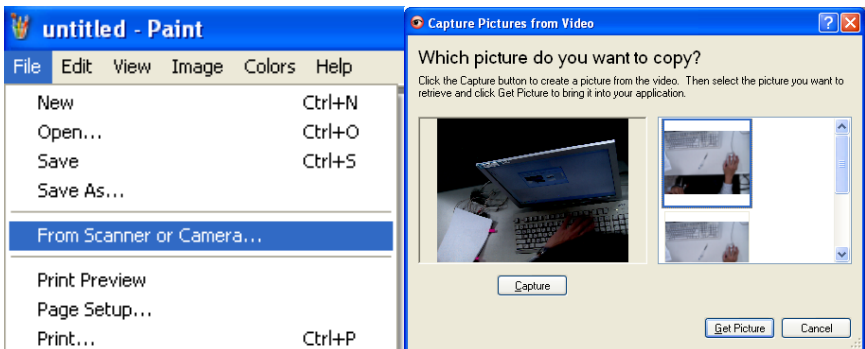 untitled - Paint
File Edit View Image Colors Help
New Ctrl+N
Open... Ctrl+O
Save Ctrl+S
Save As...
From Scanner or Camera...
Print Preview
Page Setup...
Print... Ctrl+P
Capture Pictures from Video
Which picture do you want to copy?
Click the Capture button to create a picture from the video. Then select the picture you want to
retrieve and click Get Picture to bring it into your application.
Capture
Get Picture Cancel